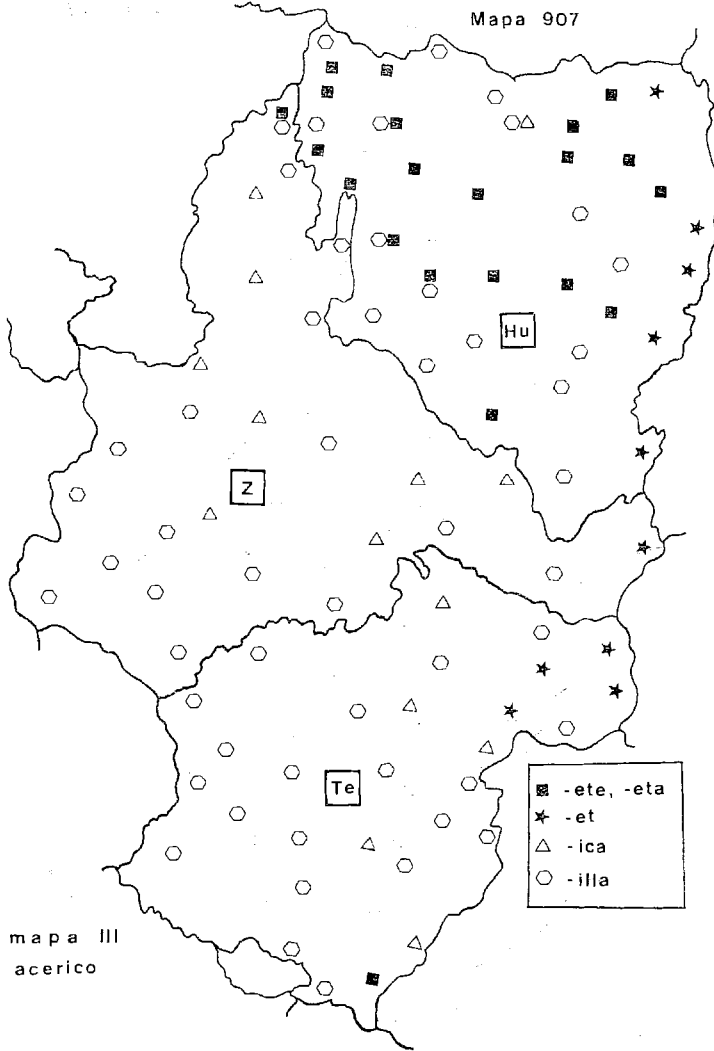 Mapa 907
Hu
Z
Te
-ete, -eta
-et
-ica
-illa
mapa III
acerico